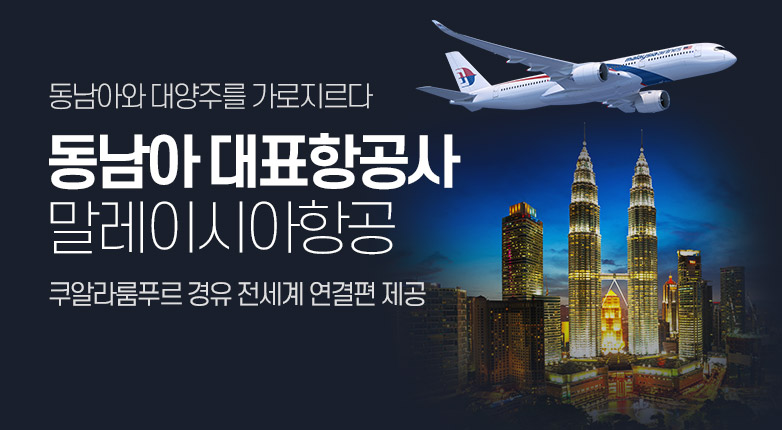 동남아와 대양주를 가로지르다
동남아 대표항공사
말레이시아항공
쿠알라룸푸르 경유 전세계 연결편 제공
malaysia airlines